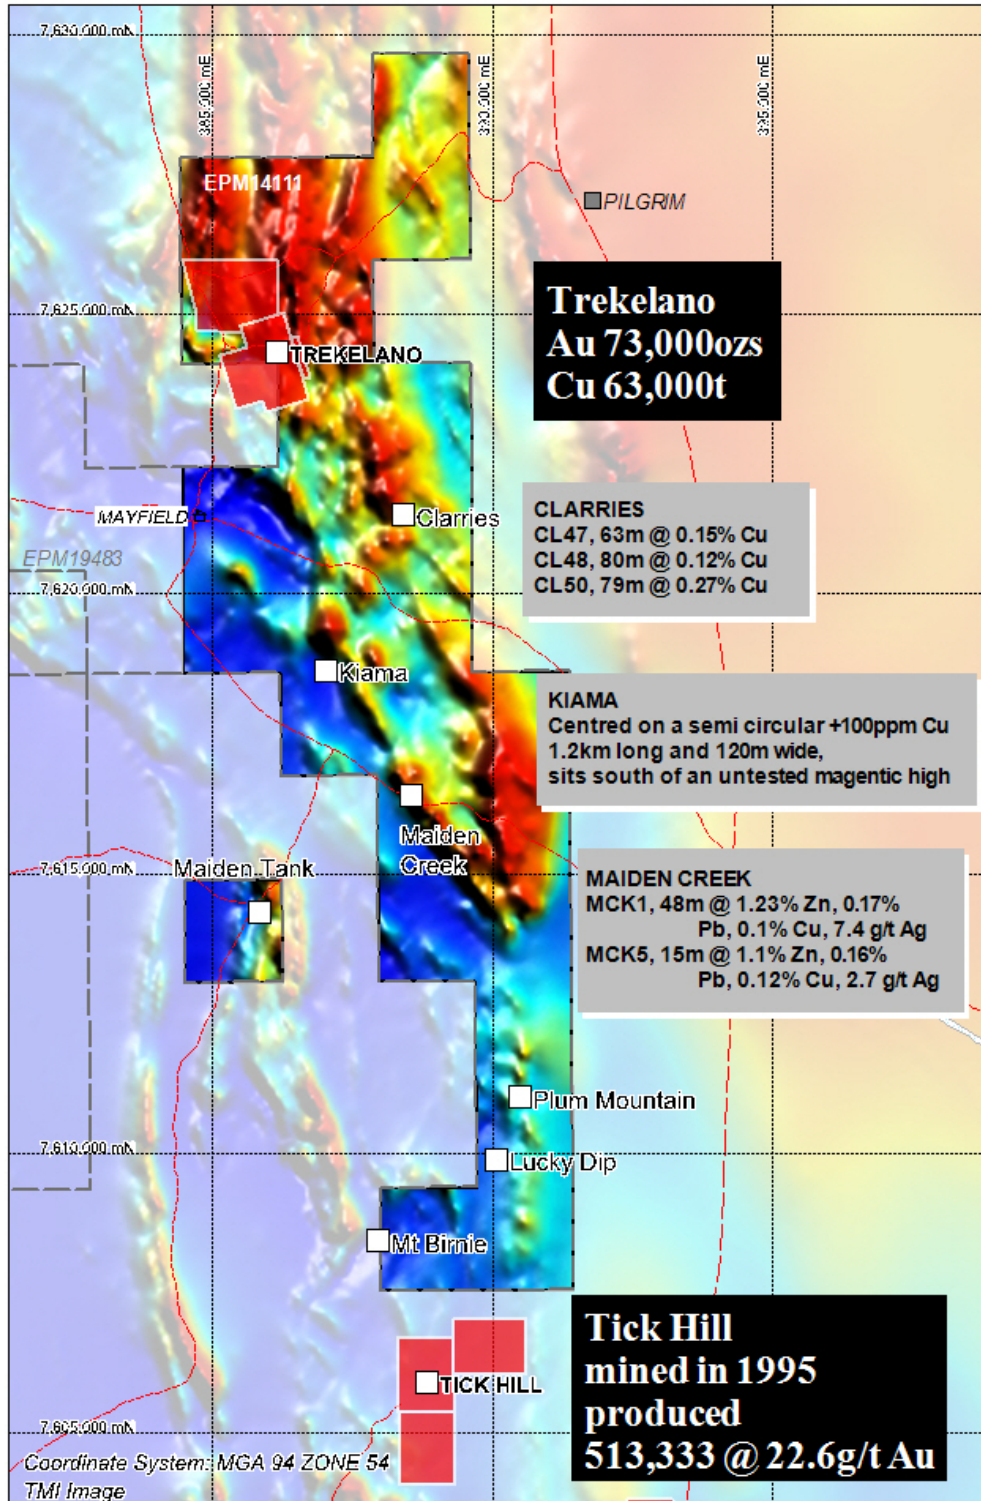 7,630,000 mN
385,000 mE
390,000 mE
395,000 mE
EPM14111
PILGRIM
Trekelano
Au 73,000ozs
Cu 63,000t
7,625,000 mN
TREKELANO
CLARRIES
CL47, 63m @ 0.15% Cu
CL48, 80m @ 0.12% Cu
CL50, 79m @ 0.27% Cu
MAYFIELD
Clarries
EPM19483
7,620,000 mN
Kiama
KIAMA
Centred on a semi circular +100ppm Cu
1.2km long and 120m wide,
sits south of an untested magentic high
Maiden
Creek
7,615,000 mN
Maiden Tank
MAIDEN CREEK
MCK1, 48m @ 1.23% Zn, 0.17%
Pb, 0.1% Cu, 7.4 g/t Ag
MCK5, 15m @ 1.1% Zn, 0.16%
Pb, 0.12% Cu, 2.7 g/t Ag
Plum Mountain
7,610,000 mN
Lucky Dip
Mt Birnie
Tick Hill
mined in 1995
produced
513,333 @ 22.6g/t Au
TICK HILL
7,605,000 mN
Coordinate System: MGA 94 ZONE 54
TMI Image